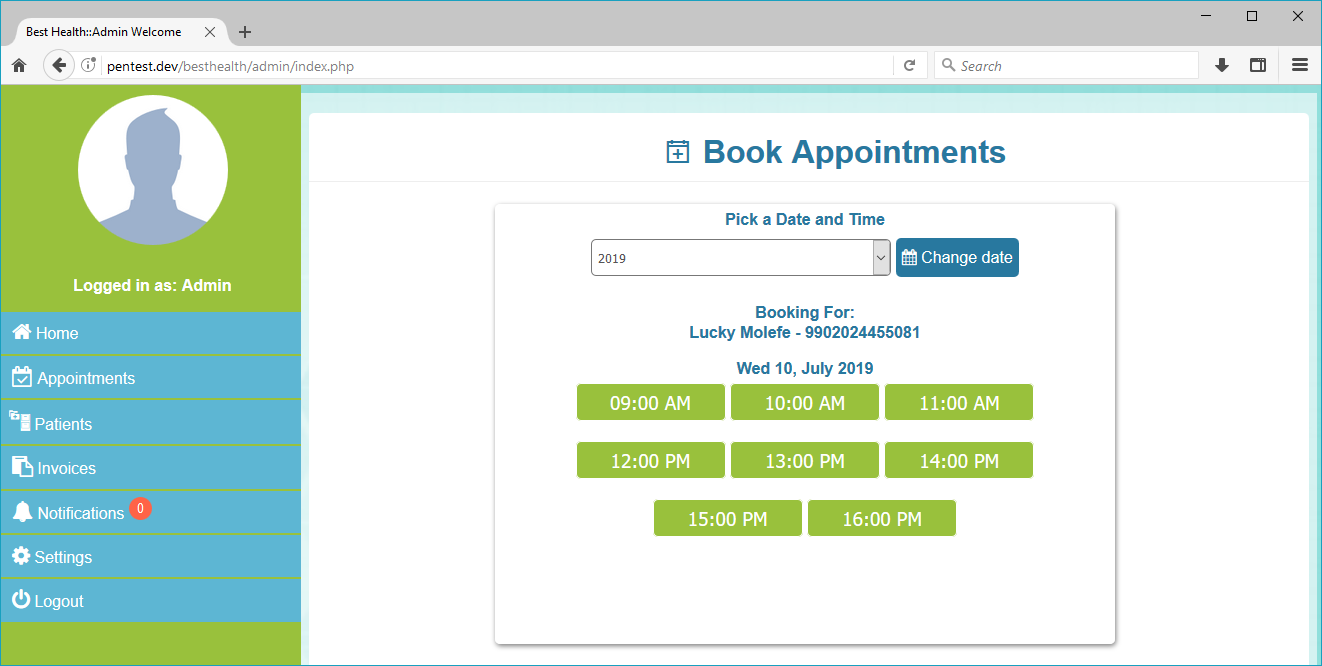 Best Health::Admin Welcome
pentest.dev/besthealth/admin/index.php
Search
Logged in as: Admin
Home
Appointments
Patients
Invoices
Notifications 0
Settings
Logout
Book Appointments
Pick a Date and Time
2019
Change date
Booking For:
Lucky Molefe - 9902024455081
Wed 10, July 2019
09:00 AM 10:00 AM 11:00 AM
12:00 PM 13:00 PM 14:00 PM
15:00 PM 16:00 PM